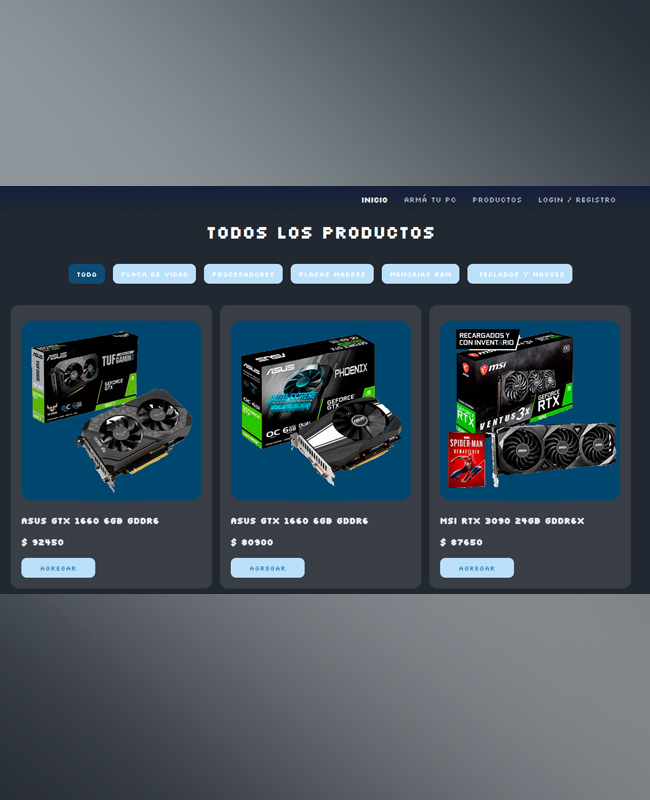 INICIO ARMÁ TU PC PRODUCTOS LOGIN / REGISTRO
TODOS LOS PRODUCTOS
TODO PLACA DE VIDEO PROCESADORES PLACAS MADRES MEMORIAS RAM TECLADOS Y MOUSES
ASUS
TUF GAMING
GEFORCE GTX
ASUS
PHOENIX
GEFORCE GTX
OC 6GB
RECARGADOS Y
CON INVENTARIO
msi
GEFORCE
RTX
VENTUS 3X
SPIDER-MAN
REMASTERED
ASUS GTX 1660 6GB GDDR6
$ 92450
AGREGAR
ASUS GTX 1660 6GB GDDR6
$ 80900
AGREGAR
MSI RTX 3090 24GB GDDR6X
$ 87650
AGREGAR